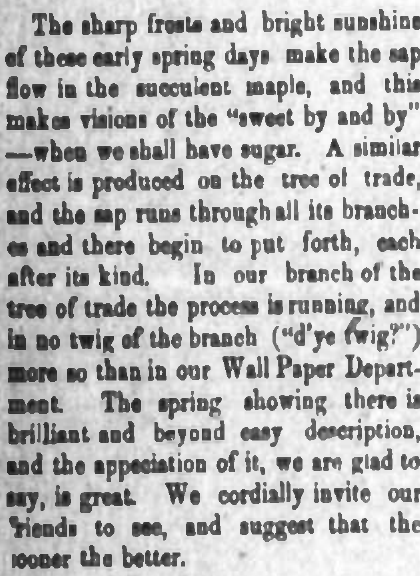 The sharp frosts and bright sunshine
of these early spring days make the sap
flow in the succulent maple, and this
makes visions of the "sweet by and by"
—when we shall have sugar. A similar
effect is produced on the tree of trade,
and the sap runs through all its branch-
es and there begin to put forth, each
after its kind. In our branch of the
tree of trade the process is running, and
in no twig of the branch ("d'ye twig?")
more so than in our Wall Paper Depart-
ment. The spring showing there is
brilliant and beyond easy description,
and the appeciation of it, we are glad to
say, is great. We cordially invite our
friends to see, and suggest that the
sooner the better.